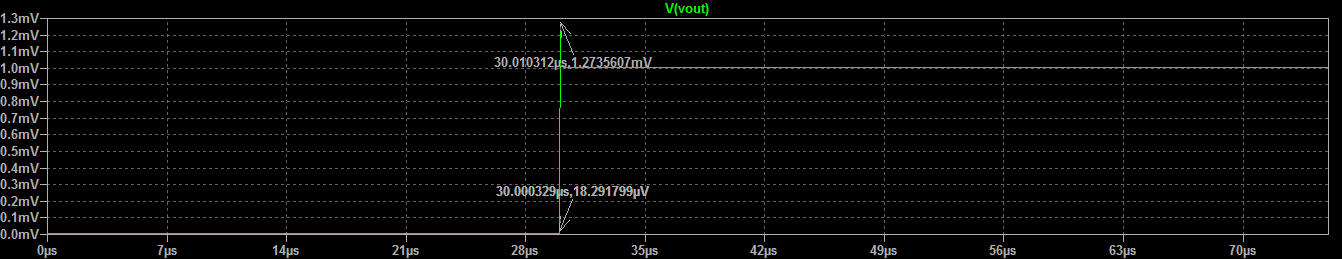 V(vout)
1.3mV
1.2mV
1.1mV
1.0mV
0.9mV
0.8mV
0.7mV
0.6mV
0.5mV
0.4mV
0.3mV
0.2mV
0.1mV
0.0mV
30.010312µs,1.2735607mV
30.000329µs,18.291799µV
0µs 7µs 14µs 21µs 28µs 35µs 42µs 49µs 56µs 63µs 70µs